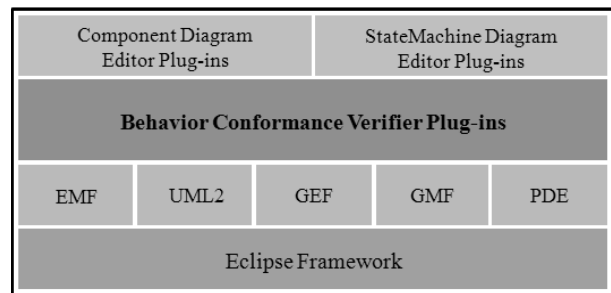 Component Diagram
Editor Plug-ins
StateMachine Diagram
Editor Plug-ins
Behavior Conformance Verifier Plug-ins
EMF
UML2
GEF
GMF
PDE
Eclipse Framework